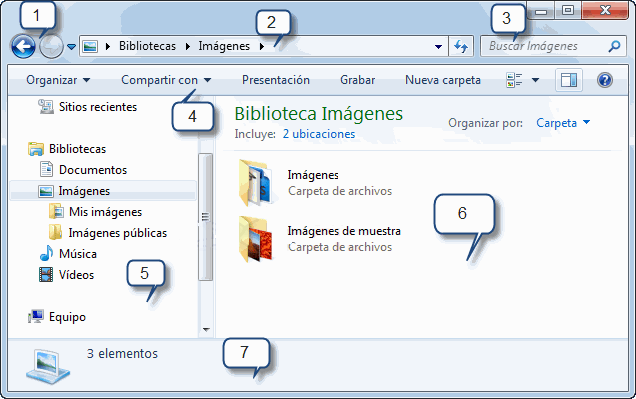 1
2
3
Bibliotecas Imágenes
Buscar Imágenes
Organizar Compartir con Presentación Grabar Nueva carpeta
4
Sitios recientes
Bibliotecas
Documentos
Imágenes
Mis imágenes
Imágenes públicas
Música
Vídeos
5
Equipo
Biblioteca Imágenes
Incluye: 2 ubicaciones
Organizar por: Carpeta
Imágenes
Carpeta de archivos
Imágenes de muestra
Carpeta de archivos
6
3 elementos
7